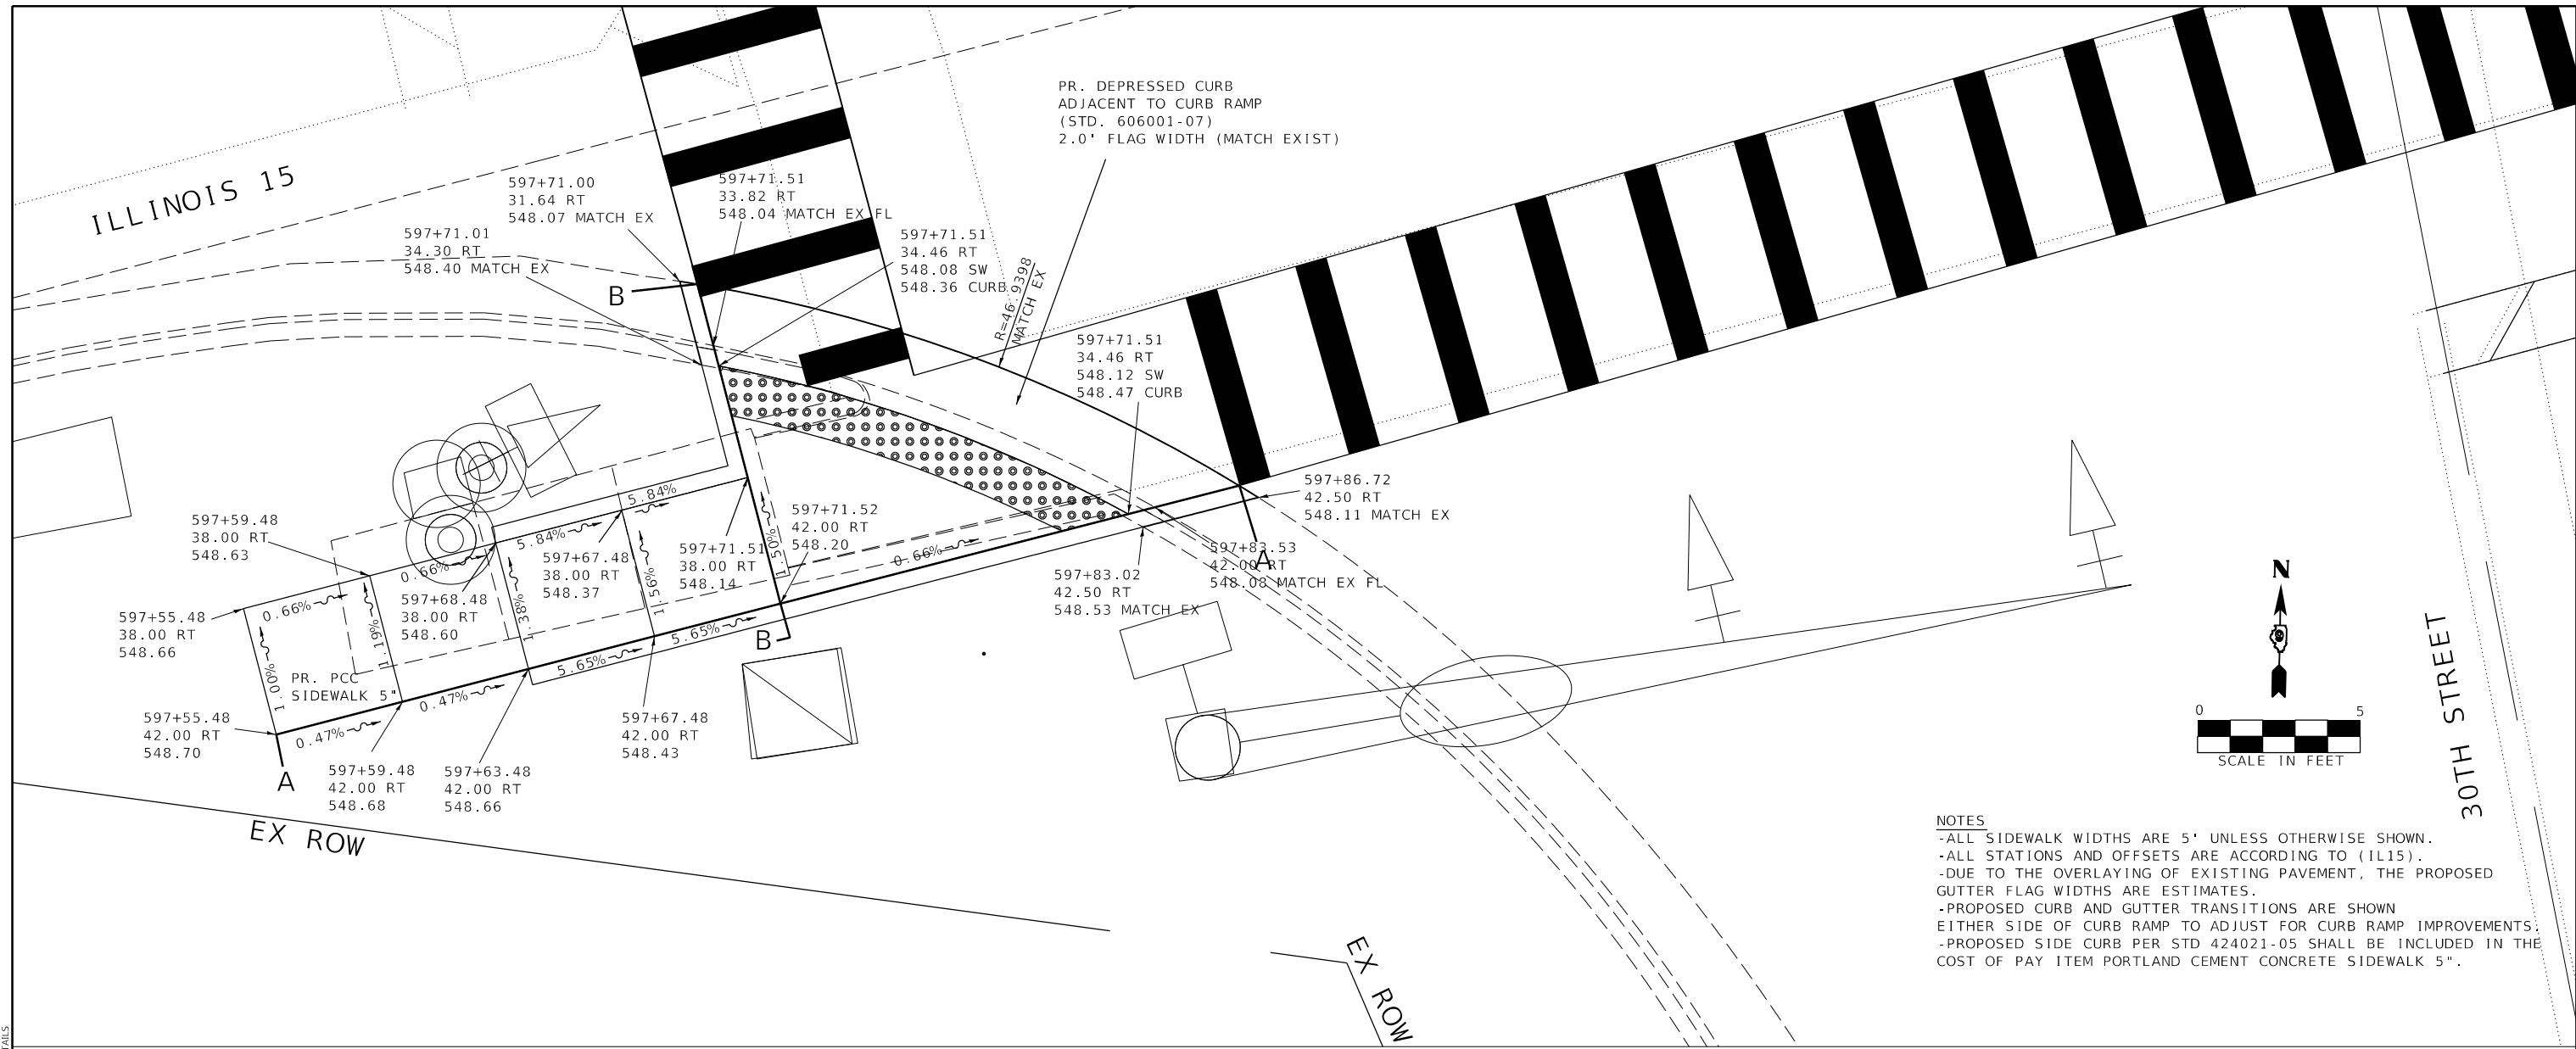 ILLINOIS 15
PR. DEPRESSED CURB
ADJACENT TO CURB RAMP
(STD. 606001-07)
2.0' FLAG WIDTH (MATCH EXIST)
597+71.00
31.64 RT
548.07 MATCH EX
597+71.51
33.82 RT
548.04 MATCH EX FL
597+71.01
34.30 RT
548.40 MATCH EX
597+71.51
34.46 RT
548.08 SW
548.36 CURB
B
R=46.9398
MATCH EX
597+71.51
34.46 RT
548.12 SW
548.47 CURB
597+86.72
42.50 RT
548.11 MATCH EX
597+59.48
38.00 RT
548.63
5.84%
5.84%
597+71.52
42.00 RT
548.20
597+67.48
38.00 RT
548.37
597+71.51
38.00 RT
548.14
1.50%
0.66%
597+83.53
42.00 RT
548.08 MATCH EX FL
A
597+83.02
42.50 RT
548.53 MATCH EX
0.66%
597+68.48
38.00 RT
548.60
1.38%
1.56%
597+55.48
38.00 RT
548.66
0.66%
1.19%
1.00%
5.65%
5.65%
B
PR. PCC
SIDEWALK 5"
0.47%
0.47%
597+55.48
42.00 RT
548.70
A
597+59.48
42.00 RT
548.68
597+63.48
42.00 RT
548.66
597+67.48
42.00 RT
548.43
EX ROW
EX ROW
N
0 5
SCALE IN FEET
30TH STREET
NOTES
-ALL SIDEWALK WIDTHS ARE 5' UNLESS OTHERWISE SHOWN.
-ALL STATIONS AND OFFSETS ARE ACCORDING TO (IL15).
-DUE TO THE OVERLAYING OF EXISTING PAVEMENT, THE PROPOSED
GUTTER FLAG WIDTHS ARE ESTIMATES.
-PROPOSED CURB AND GUTTER TRANSITIONS ARE SHOWN
EITHER SIDE OF CURB RAMP TO ADJUST FOR CURB RAMP IMPROVEMENTS.
-PROPOSED SIDE CURB PER STD 424021-05 SHALL BE INCLUDED IN THE
COST OF PAY ITEM PORTLAND CEMENT CONCRETE SIDEWALK 5".